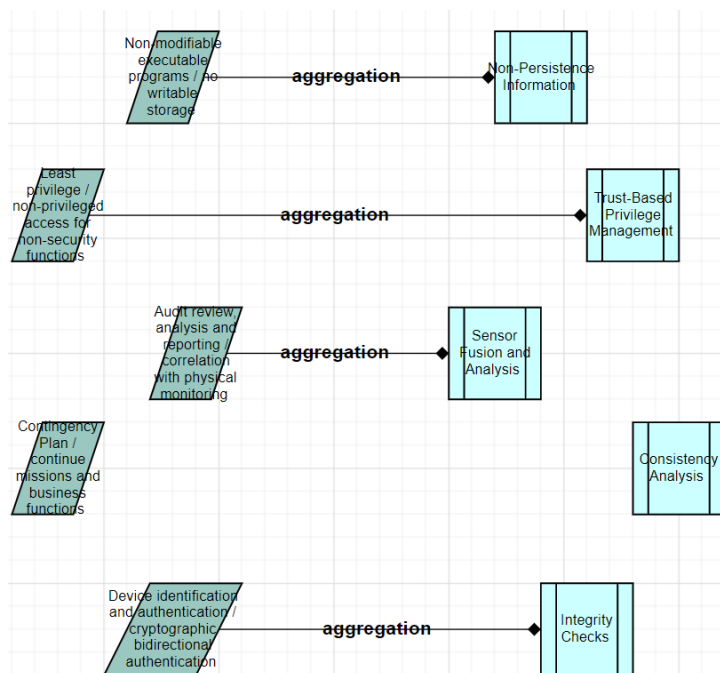 Non-modifiable
executable
programs / no
writable
storage
aggregation
Non-Persistence
Information
Least
privilege /
non-privileged
access for
non-security
functions
aggregation
Trust-Based
Privilege
Management
Audit review,
analysis and
reporting /
correlation
with physical
monitoring
aggregation
Sensor
Fusion and
Analysis
Contingency
Plan /
continue
missions and
business
functions
Consistency
Analysis
Device identification
and authentication /
cryptographic
bidirectional
authentication
aggregation
Integrity
Checks